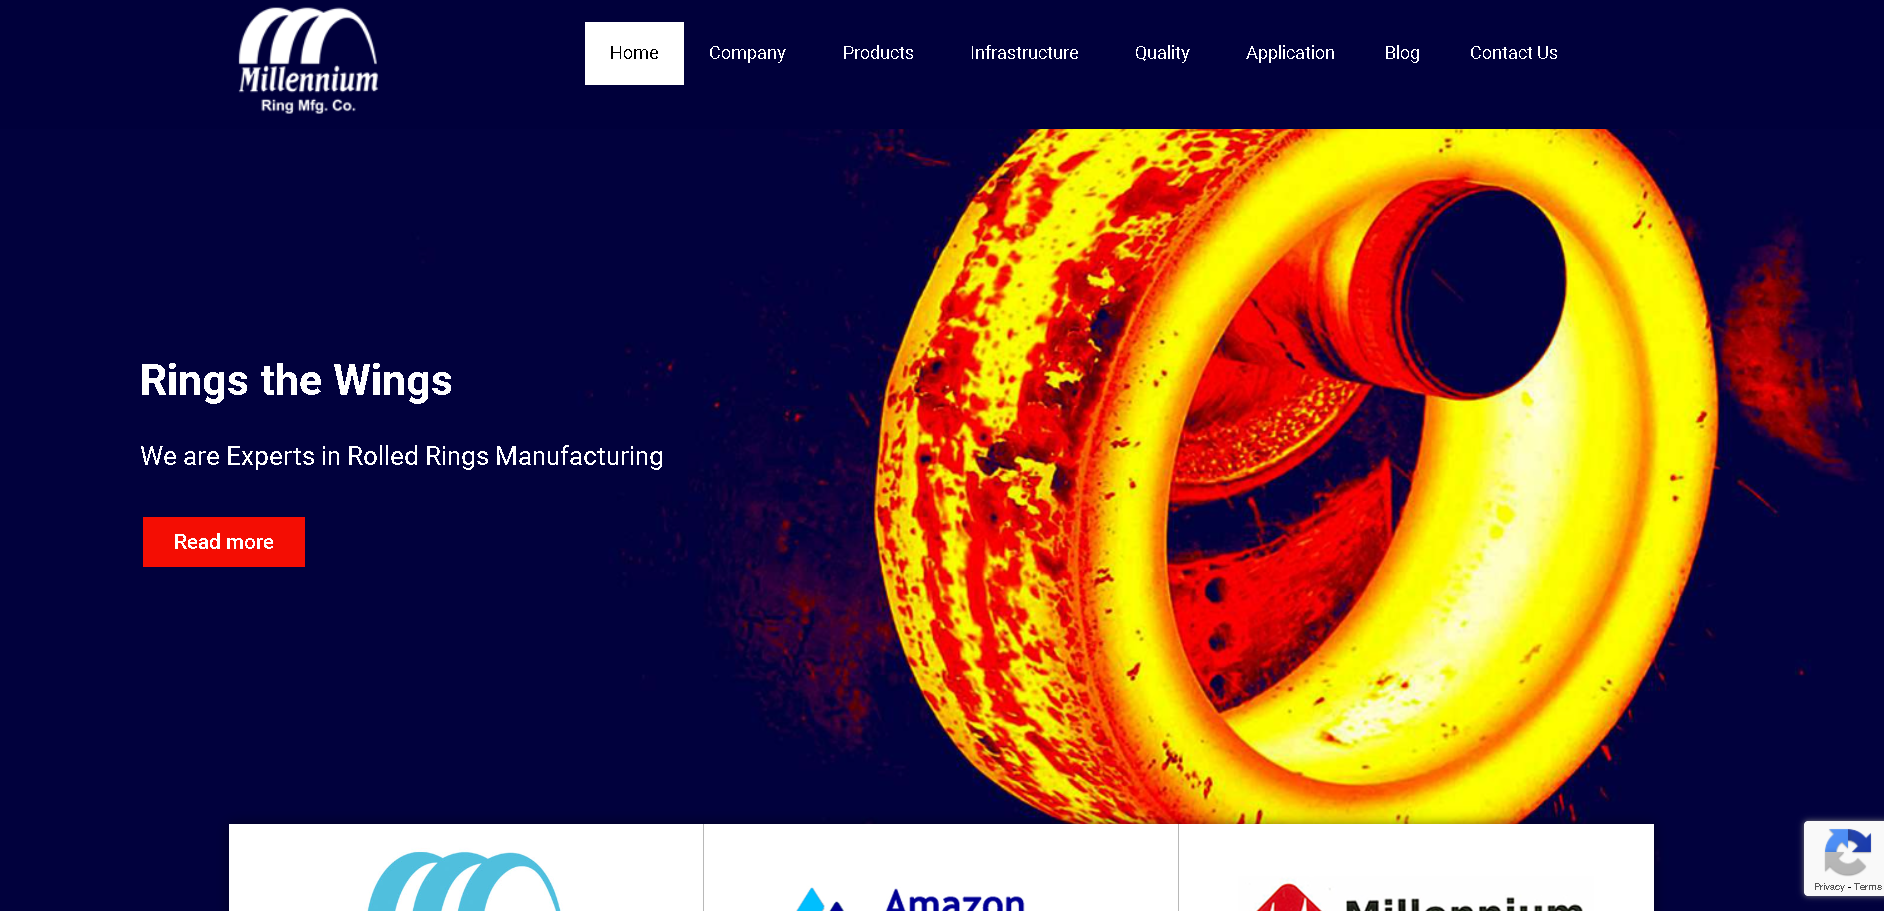 Millennium
Ring Mfg. Co.
Home
Company
Products
Infrastructure
Quality
Application
Blog
Contact Us
Rings the Wings
We are Experts in Rolled Rings Manufacturing
Read more
Amazon
Millennium
Privacy - Terms